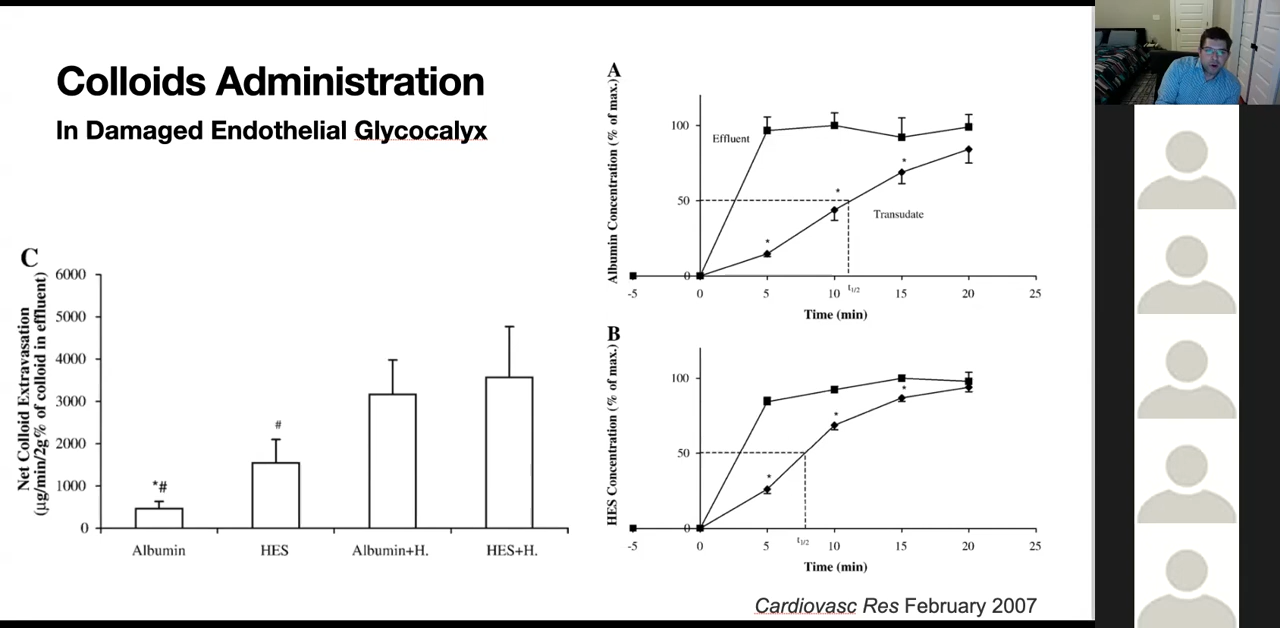 Colloids Administration
In Damaged Endothelial Glycocalyx
A
Albumin Concentration (% of max.)
100
50
0
Effluent
Transudate
*
*
*
-5
0
5
10
t1/2
15
20
25
Time (min)
B
HES Concentration (% of max.)
100
50
0
*
*
*
-5
0
5
t1/2
10
15
20
25
Time (min)
C
Net Colloid Extravasation
(µg/min/2g% of colloid in effluent)
6000
5000
4000
3000
2000
1000
0
*#
#
Albumin
HES
Albumin+H.
HES+H.
Cardiovasc Res February 2007